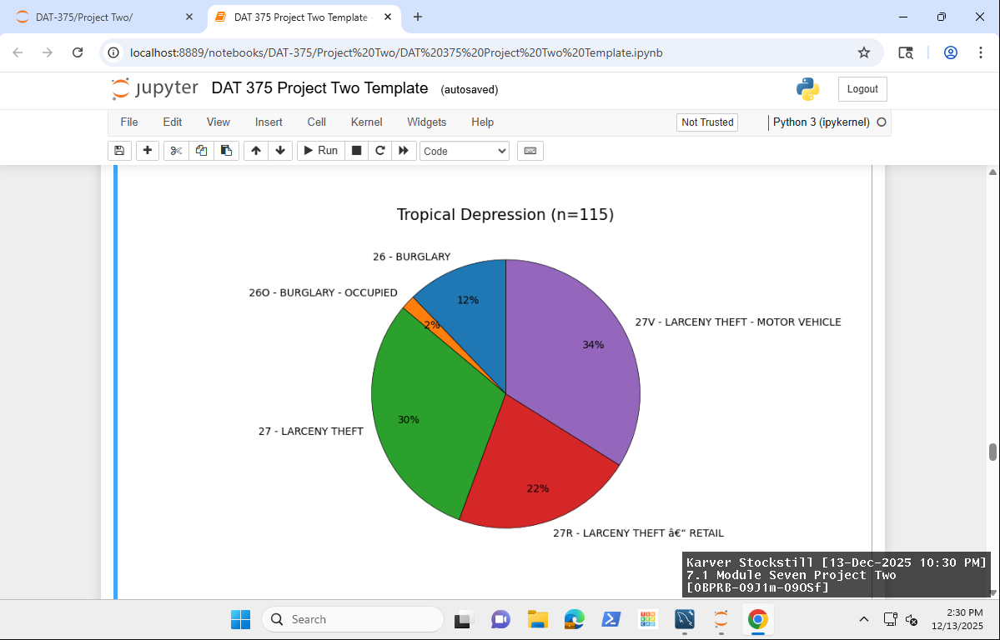 DAT-375/Project Two/
DAT 375 Project Two Template -
localhost:8889/notebooks/DAT-375/Project%20Two/DAT%20375%20Project%20Two%20Template.ipynb
jupyter DAT 375 Project Two Template (autosaved)
Logout
File Edit View Insert Cell Kernel Widgets Help
Not Trusted
Python 3 (ipykernel)
Run
Code
Tropical Depression (n=115)
26 - BURGLARY
26O - BURGLARY - OCCUPIED
12%
2%
27V - LARCENY THEFT - MOTOR VEHICLE
34%
30%
27 - LARCENY THEFT
22%
27R - LARCENY THEFT â€“ RETAIL
Karver Stockstill [13-Dec-2025 10:30 PM]
7.1 Module Seven Project Two
[OBPRB-O9J1m-O9OSf]
Search
2:30 PM
12/13/2025